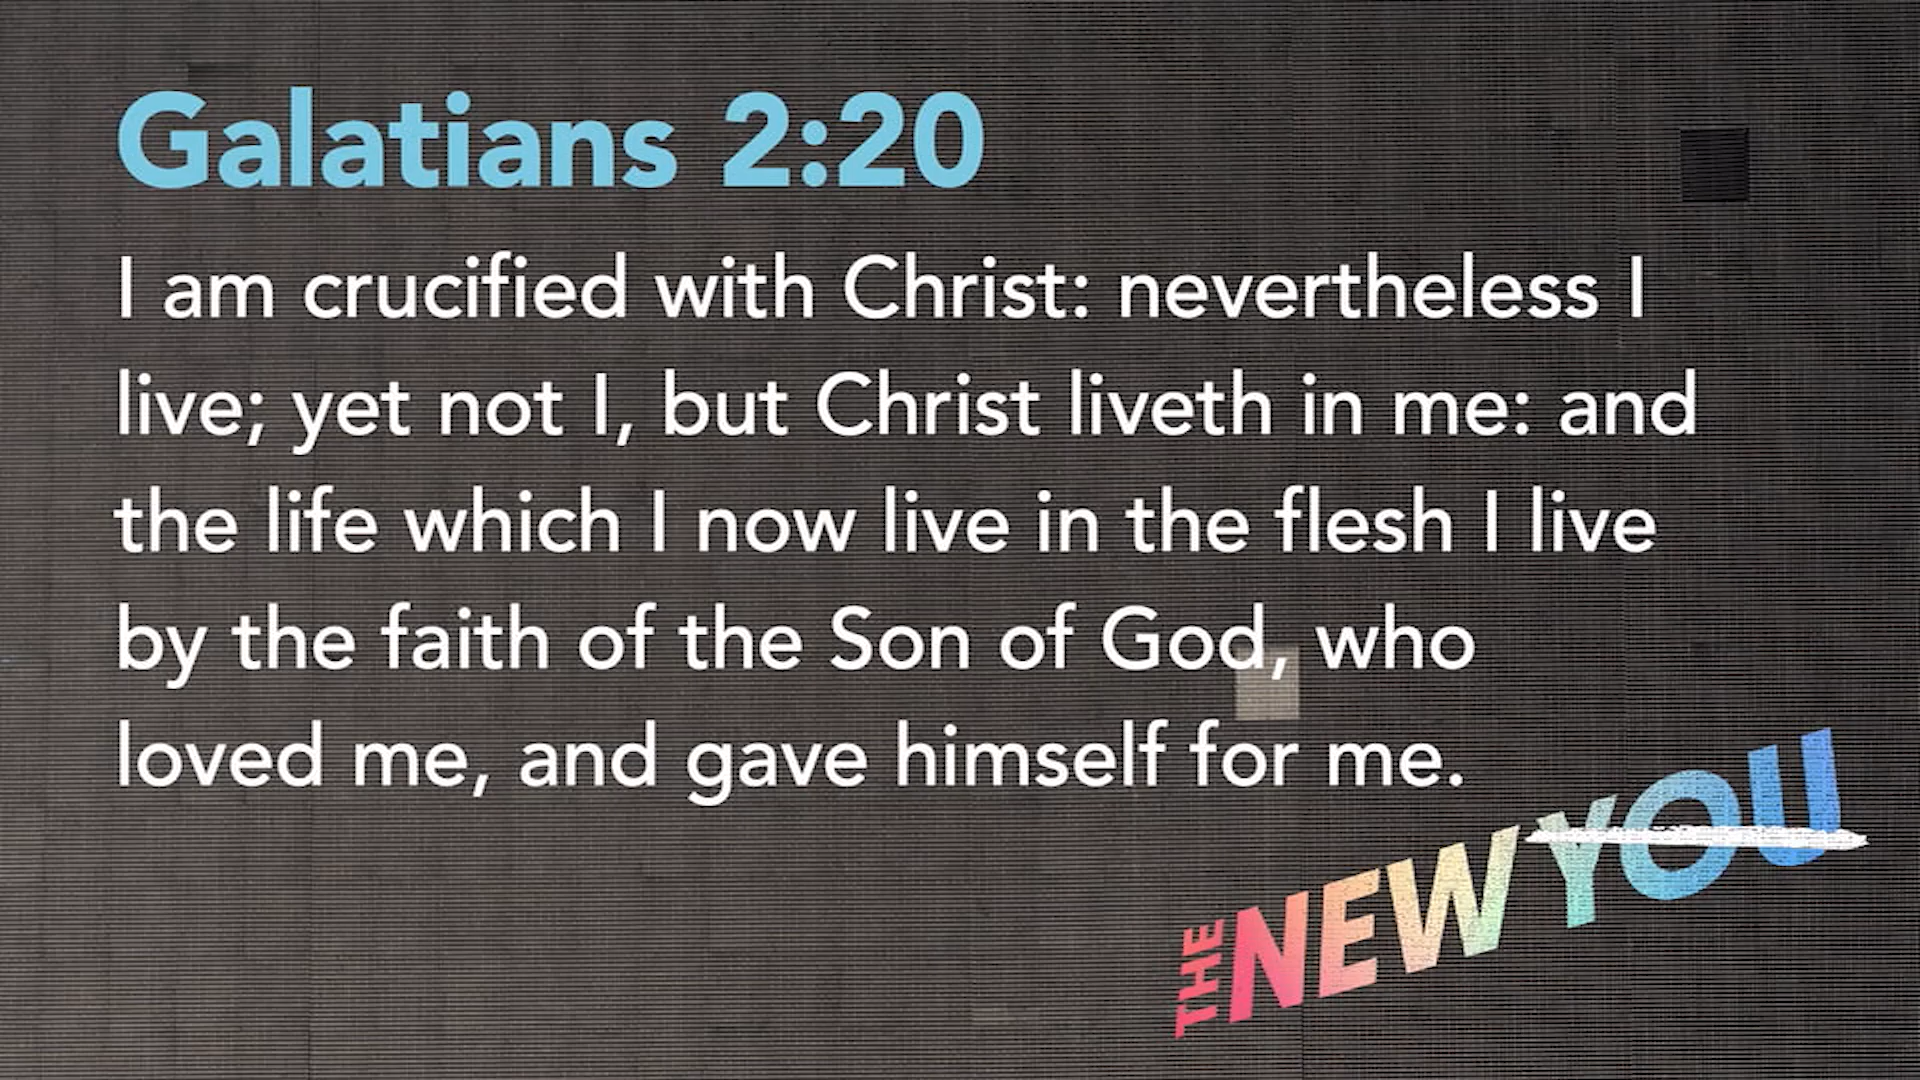 Galatians 2:20
I am crucified with Christ: nevertheless I
live; yet not I, but Christ liveth in me: and
the life which I now live in the flesh I live
by the faith of the Son of God, who
loved me, and gave himself for me.
THE NEW YOU